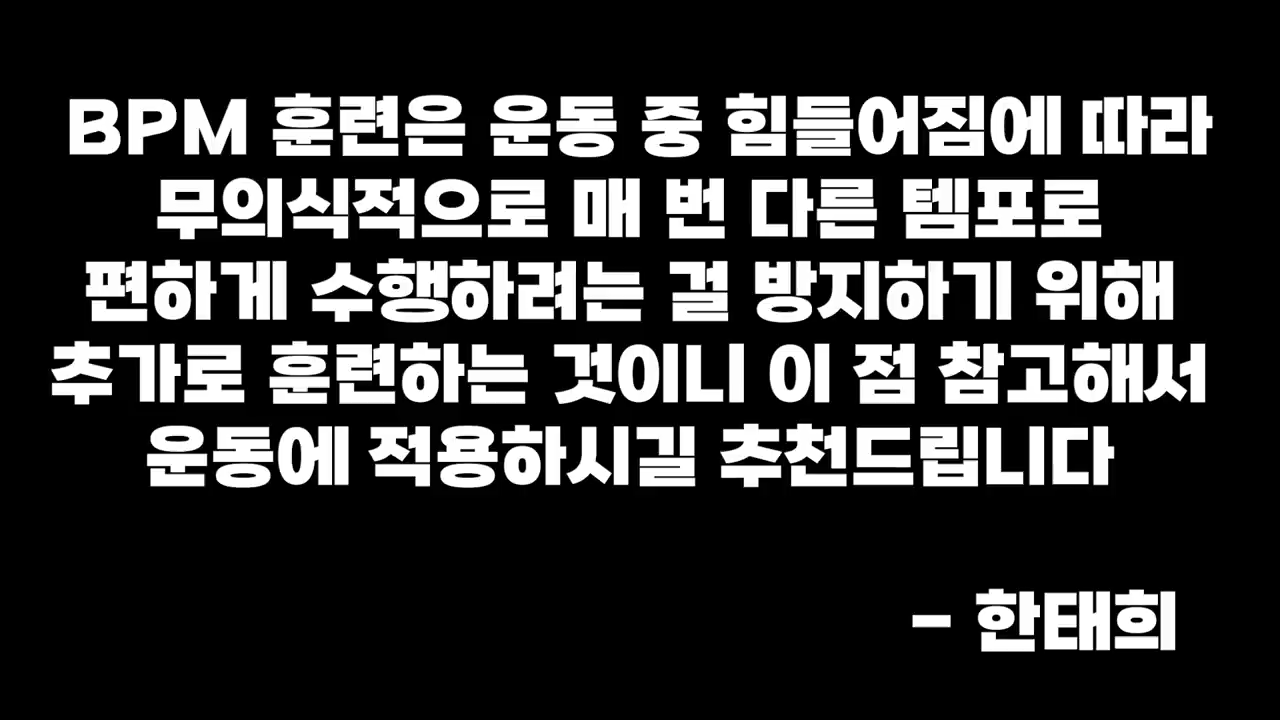 BPM 훈련은 운동 중 힘들어짐에 따라
무의식적으로 매 번 다른 템포로
편하게 수행하려는 걸 방지하기 위해
추가로 훈련하는 것이니 이 점 참고해서
운동에 적용하시길 추천드립니다
- 한태희